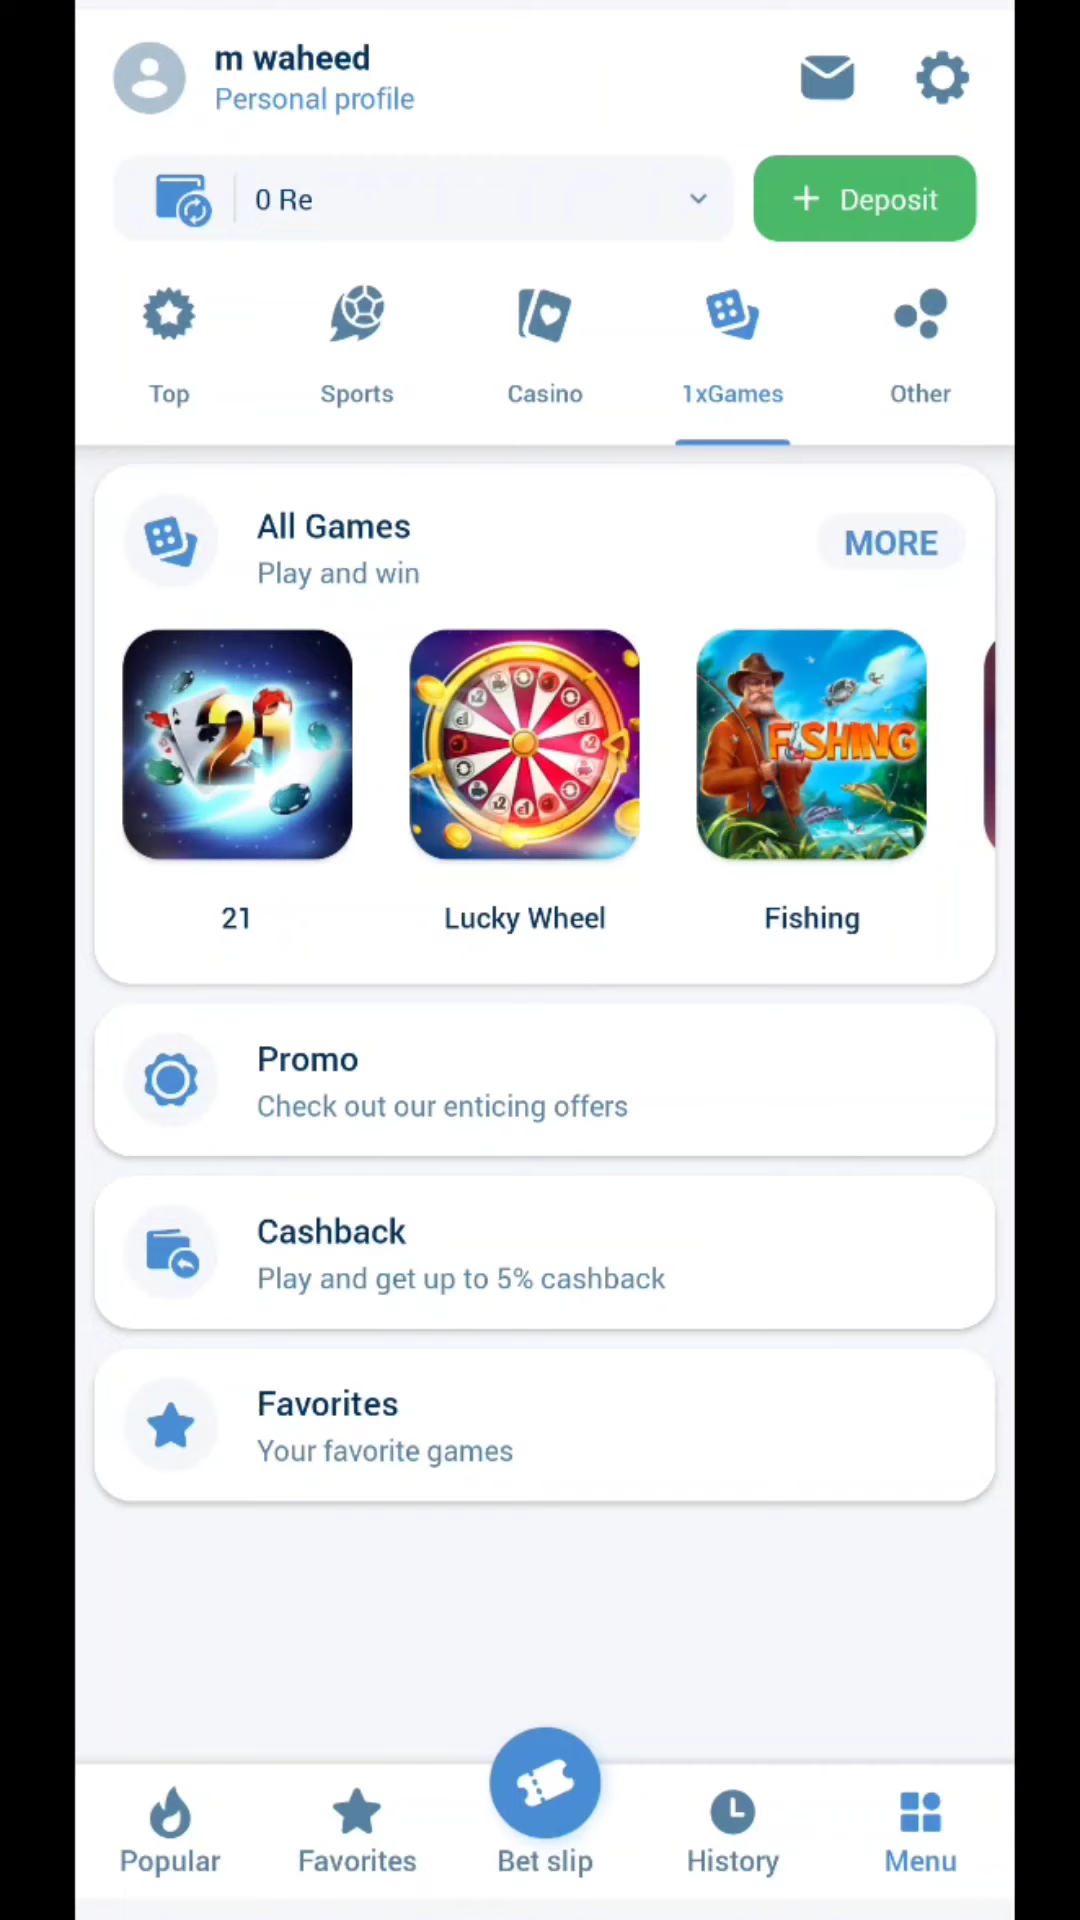 m waheed
Personal profile
0 Re
+ Deposit
Top
Sports
Casino
1xGames
Other
All Games
Play and win
MORE
21
FISHING
21
Lucky Wheel
Fishing
Promo
Check out our enticing offers
Cashback
Play and get up to 5% cashback
Favorites
Your favorite games
Popular
Favorites
Bet slip
History
Menu